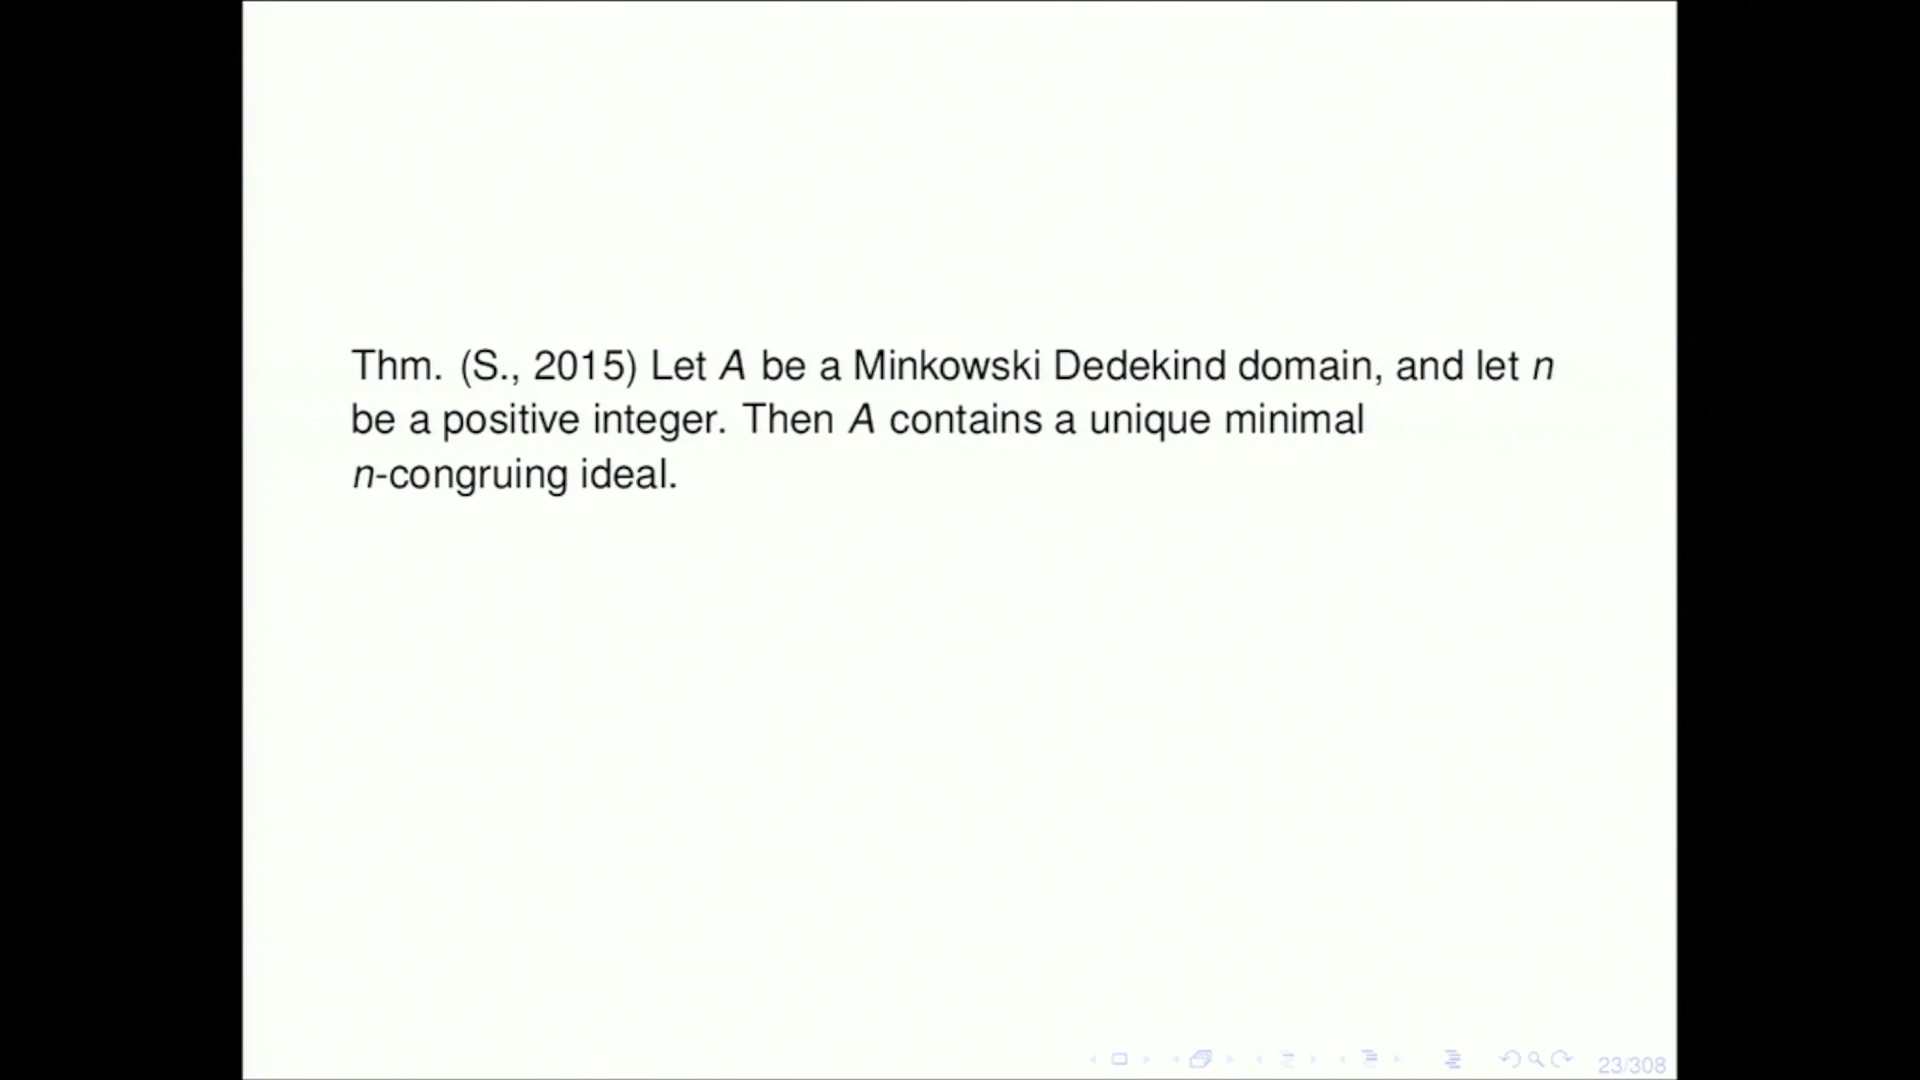 Thm. (S., 2015) Let A be a Minkowski Dedekind domain, and let n
be a positive integer. Then A contains a unique minimal
n-congruing ideal.
23/308